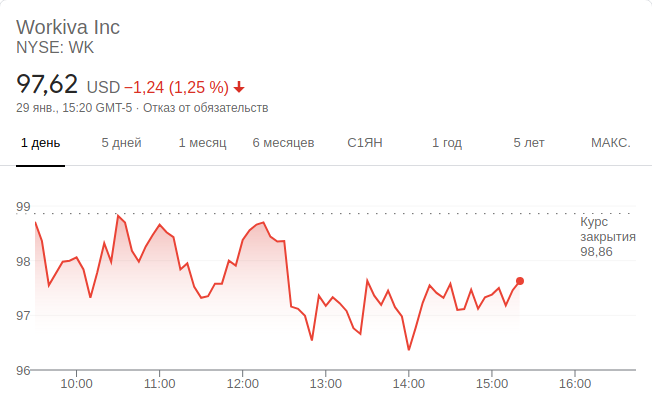 Workiva Inc
NYSE: WK
97,62 USD −1,24 (1,25 %)
29 янв., 15:20 GMT-5 · Отказ от обязательств
1 день 5 дней 1 месяц 6 месяцев С1ЯН 1 год 5 лет МАКС.
99
Курс
закрытия
98,86
98
97
96
10:00 11:00 12:00 13:00 14:00 15:00 16:00